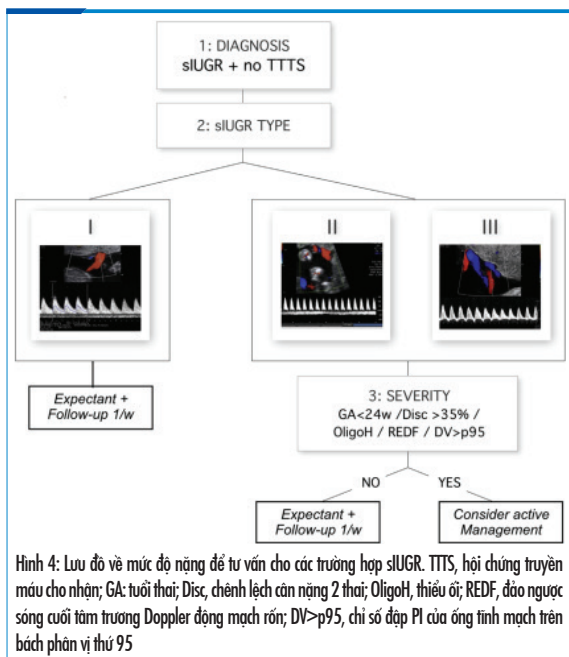 1: DIAGNOSIS
sIUGR + no TTTS
2: sIUGR TYPE
I
II
III
Expectant +
Follow-up 1/w
3: SEVERITY
GA<24w /Disc >35% /
OligoH / REDF / DV>p95
NO
YES
Expectant +
Follow-up 1/w
Consider active
Management
Hình 4: Lưu đồ về mức độ nặng để tư vấn cho các trường hợp sIUGR. TTTS, hội chứng truyền
máu cho nhận; GA: tuổi thai; Disc, chênh lệch cân nặng 2 thai; OligoH, thiểu ối; REDF, đảo ngược
sóng cuối tâm trương Doppler động mạch rốn; DV>p95, chỉ số đập PI của ống tĩnh mạch trên
bách phân vị thứ 95